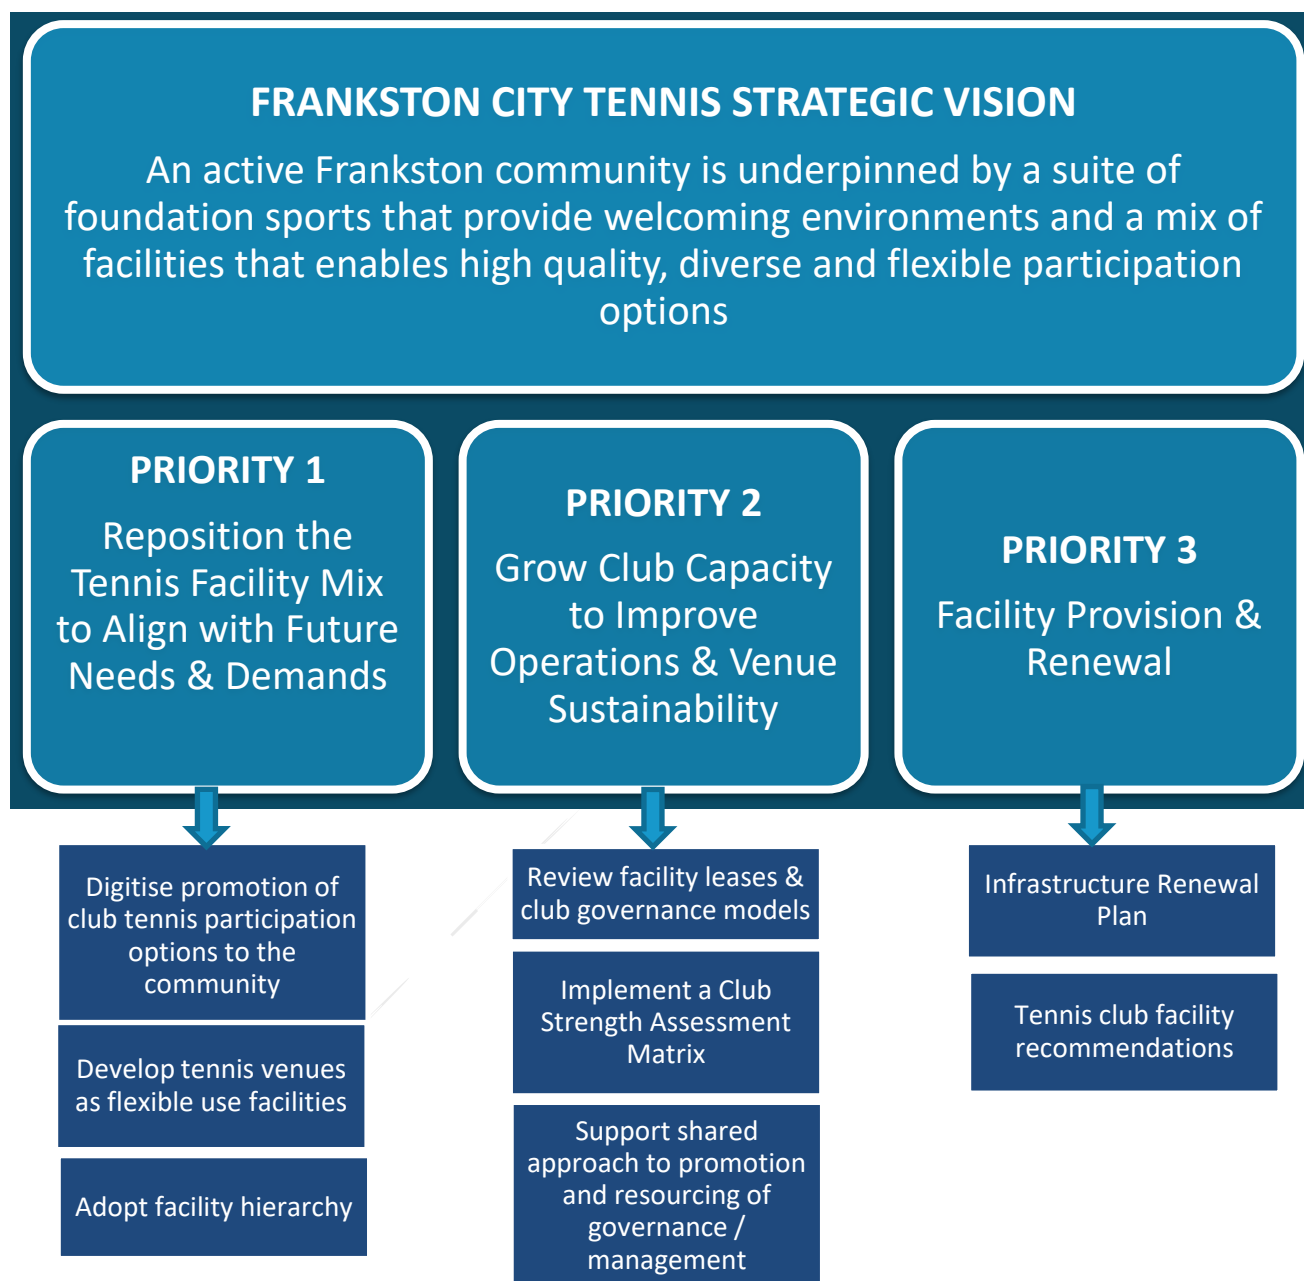 FRANKSTON CITY TENNIS STRATEGIC VISION
An active Frankston community is underpinned by a suite of
foundation sports that provide welcoming environments and a mix of
facilities that enables high quality, diverse and flexible participation
options
PRIORITY 1
Reposition the
Tennis Facility Mix
to Align with Future
Needs & Demands
PRIORITY 2
Grow Club Capacity
to Improve
Operations & Venue
Sustainability
PRIORITY 3
Facility Provision &
Renewal
Digitise promotion of
club tennis participation
options to the
community
Develop tennis venues
as flexible use facilities
Adopt facility hierarchy
Review facility leases &
club governance models
Implement a Club
Strength Assessment
Matrix
Support shared
approach to promotion
and resourcing of
governance /
management
Infrastructure Renewal
Plan
Tennis club facility
recommendations